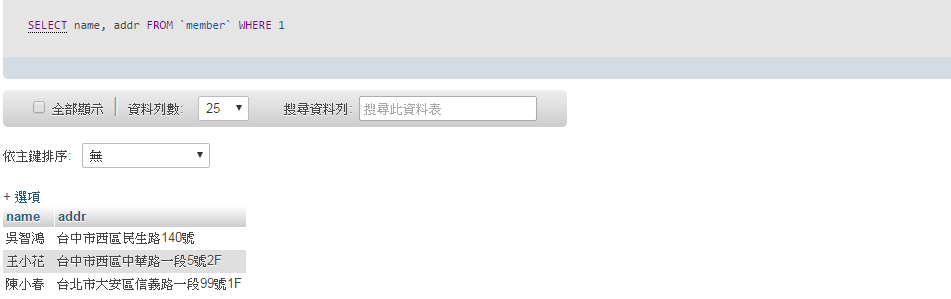 SELECT name, addr FROM `member` WHERE 1
全部顯示 資料列數: 25 搜尋資料列: 搜尋此資料表
依主鍵排序: 無
+ 選項
name addr
吳智鴻 台中市西區民生路140號
王小花 台中市西區中華路一段5號2F
陳小春 台北市大安區信義路一段99號1F